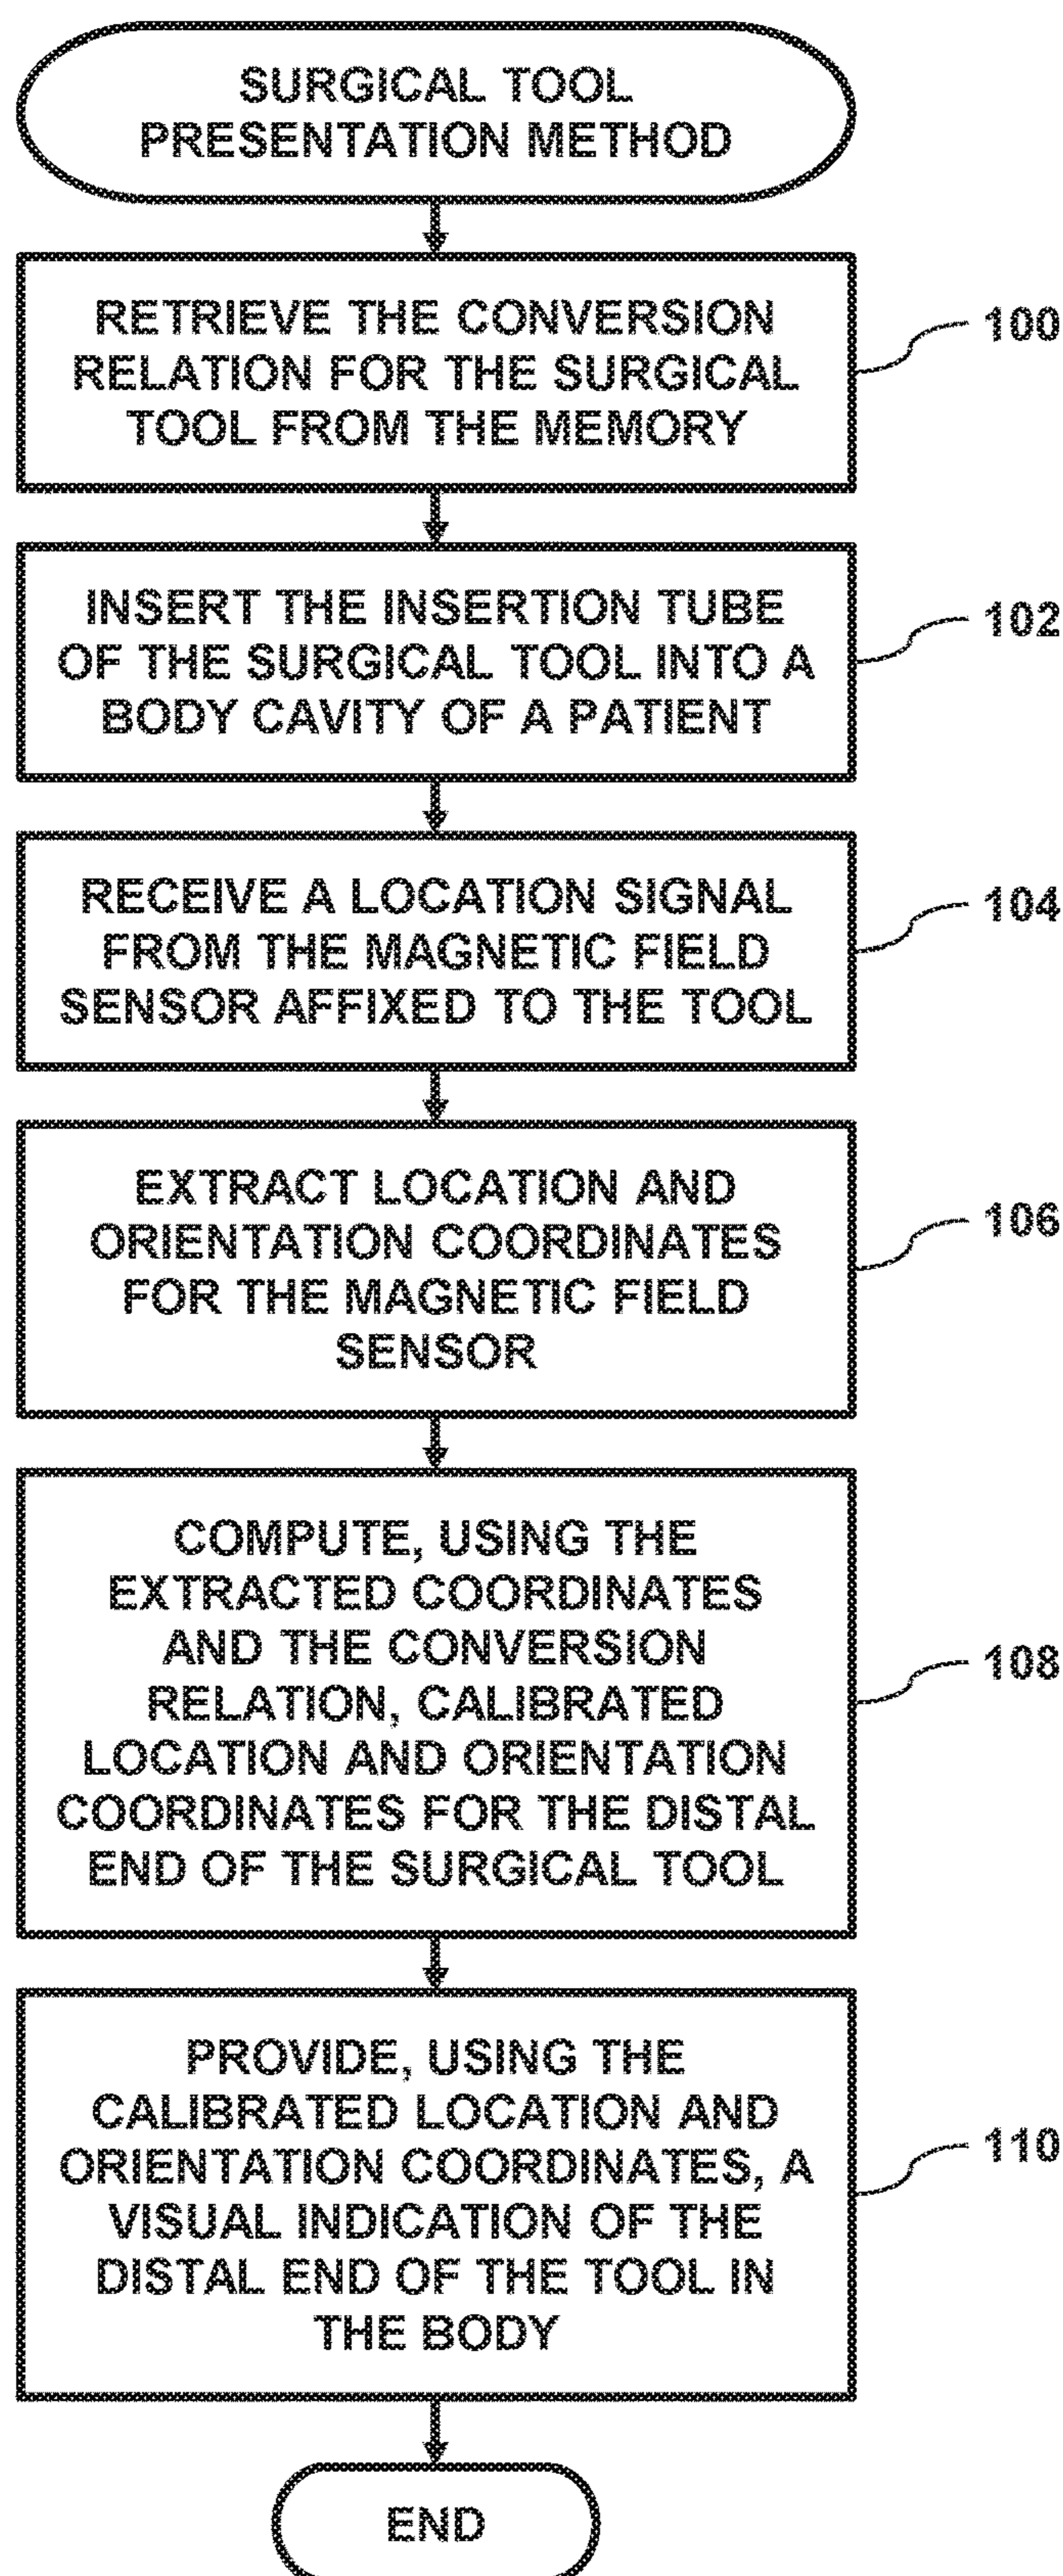 SURGICAL TOOL
PRESENTATION METHOD
RETRIEVE THE CONVERSION
RELATION FOR THE SURGICAL
TOOL FROM THE MEMORY
100
INSERT THE INSERTION TUBE
OF THE SURGICAL TOOL INTO A
BODY CAVITY OF A PATIENT
102
RECEIVE A LOCATION SIGNAL
FROM THE MAGNETIC FIELD
SENSOR AFFIXED TO THE TOOL
104
EXTRACT LOCATION AND
ORIENTATION COORDINATES
FOR THE MAGNETIC FIELD
SENSOR
106
COMPUTE, USING THE
EXTRACTED COORDINATES
AND THE CONVERSION
RELATION, CALIBRATED
LOCATION AND ORIENTATION
COORDINATES FOR THE DISTAL
END OF THE SURGICAL TOOL
108
PROVIDE, USING THE
CALIBRATED LOCATION AND
ORIENTATION COORDINATES, A
VISUAL INDICATION OF THE
DISTAL END OF THE TOOL IN
THE BODY
110
END